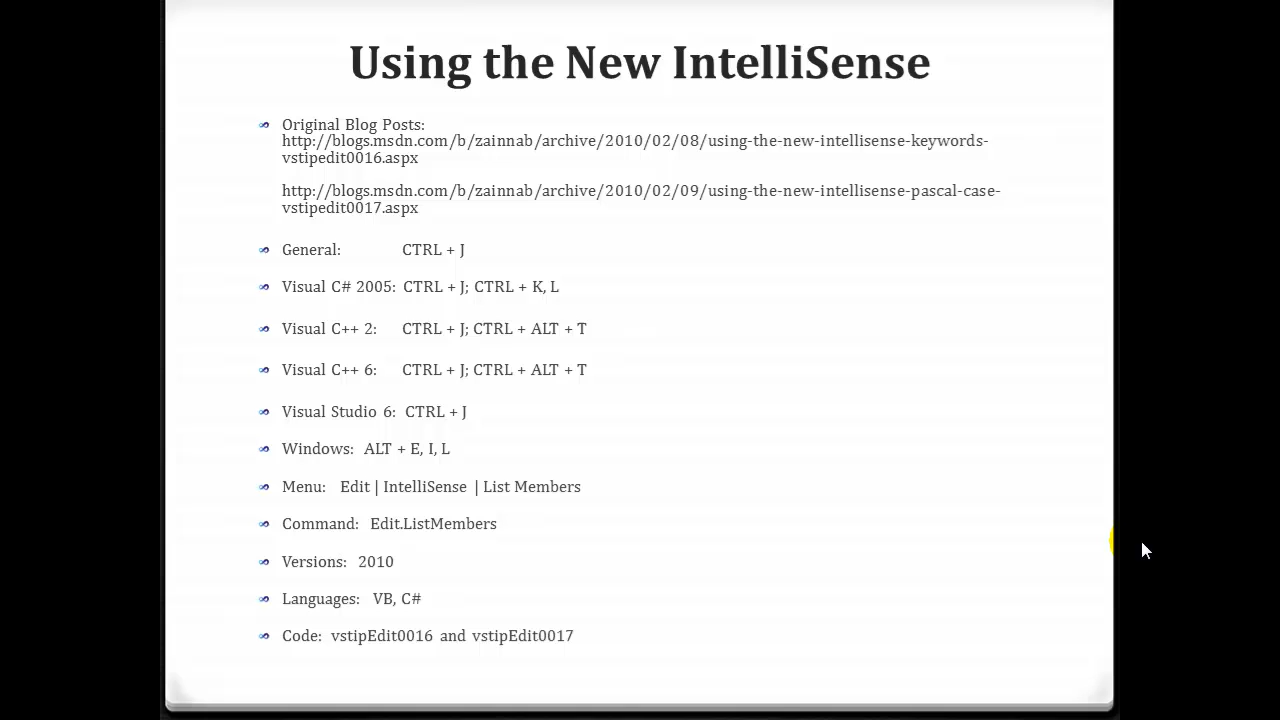 Using the New IntelliSense
Original Blog Posts:
http://blogs.msdn.com/b/zainnab/archive/2010/02/08/using-the-new-intellisense-keywords-
vstipedit0016.aspx
http://blogs.msdn.com/b/zainnab/archive/2010/02/09/using-the-new-intellisense-pascal-case-
vstipedit0017.aspx
General: CTRL + J
Visual C# 2005: CTRL + J; CTRL + K, L
Visual C++ 2: CTRL + J; CTRL + ALT + T
Visual C++ 6: CTRL + J; CTRL + ALT + T
Visual Studio 6: CTRL + J
Windows: ALT + E, I, L
Menu: Edit | IntelliSense | List Members
Command: Edit.ListMembers
Versions: 2010
Languages: VB, C#
Code: vstipEdit0016 and vstipEdit0017